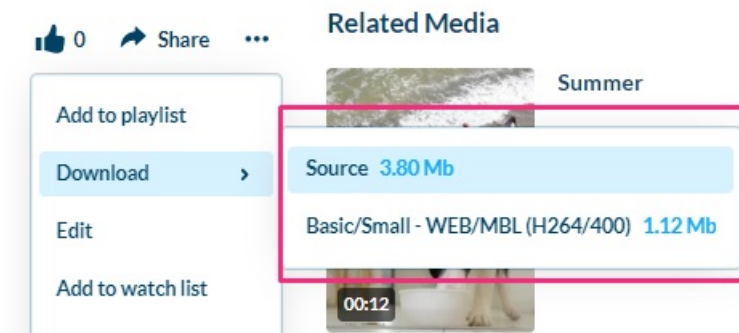 0 Share ...
Related Media
Summer
Add to playlist
Download >
Source 3.80 Mb
Basic/Small - WEB/MBL (H264/400) 1.12 Mb
Edit
Add to watch list
00:12